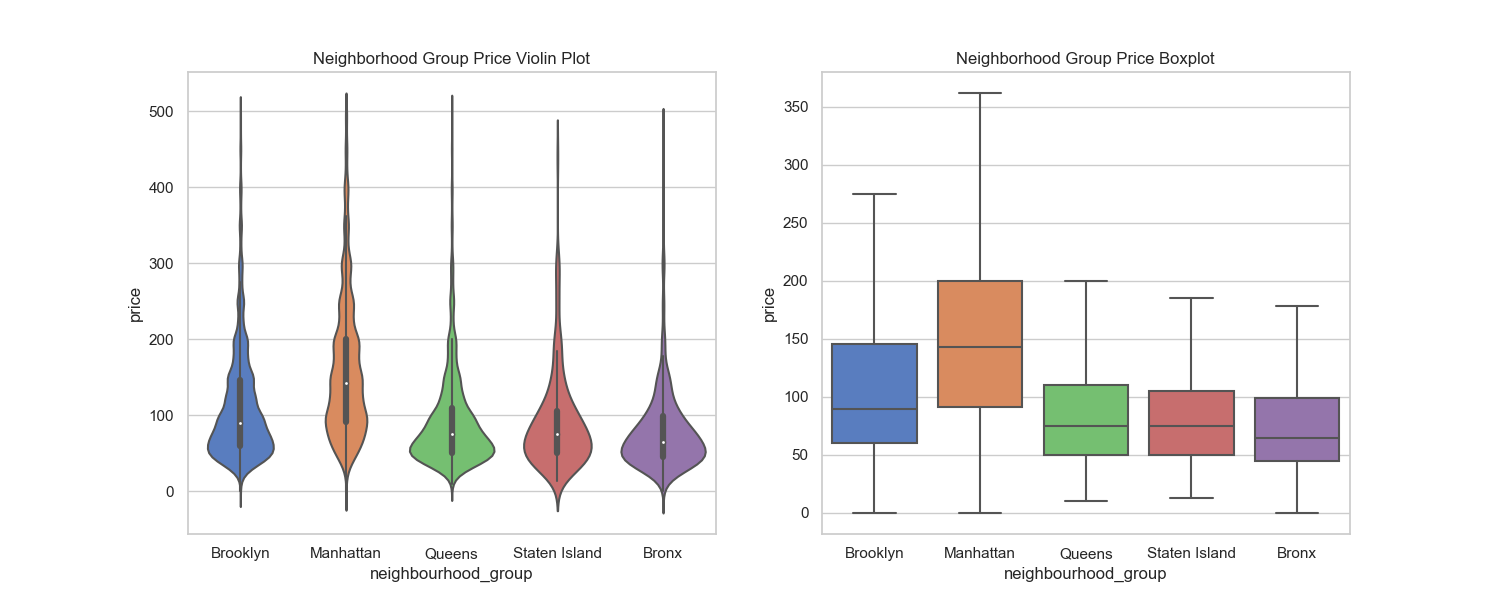 Neighborhood Group Price Violin Plot
500
400
300
200
100
0
price
Brooklyn Manhattan Queens Staten Island Bronx
neighbourhood_group
Neighborhood Group Price Boxplot
350
300
250
200
150
100
50
0
price
Brooklyn Manhattan Queens Staten Island Bronx
neighbourhood_group